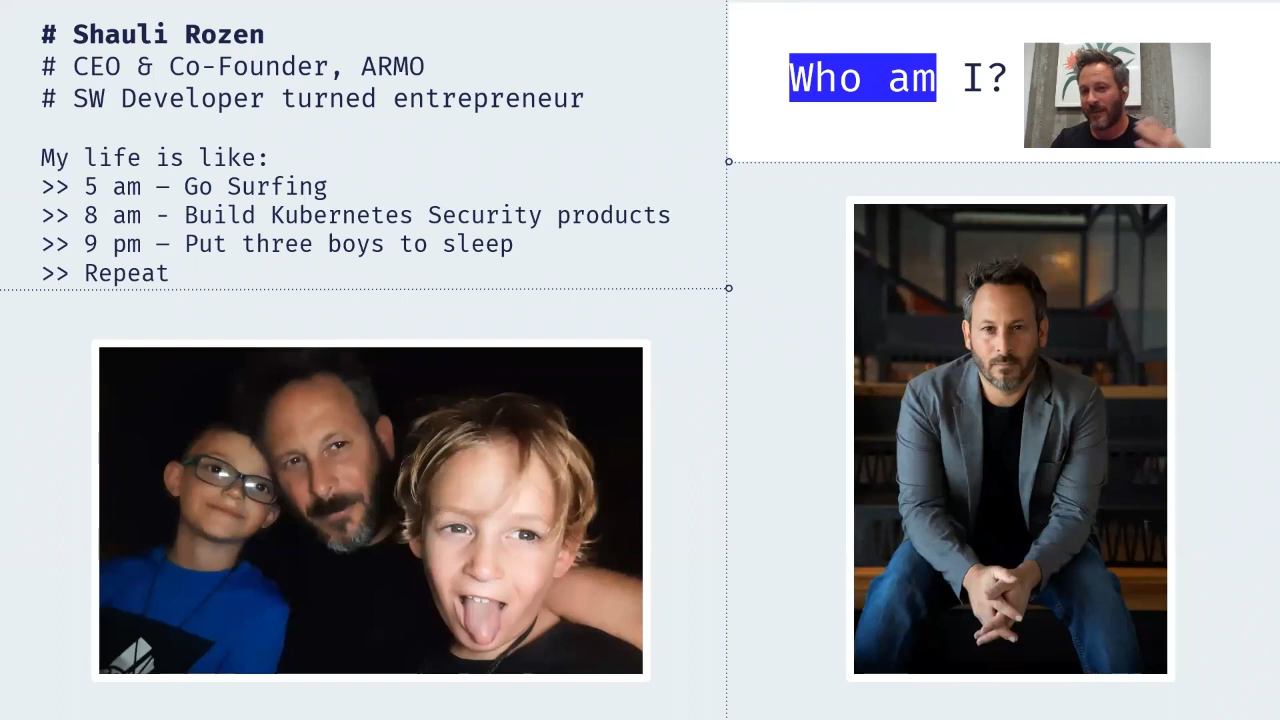 # Shauli Rozen
# CEO & Co-Founder, ARMO
# SW Developer turned entrepreneur
My life is like:
>> 5 am – Go Surfing
>> 8 am - Build Kubernetes Security products
>> 9 pm – Put three boys to sleep
>> Repeat
Who am I?